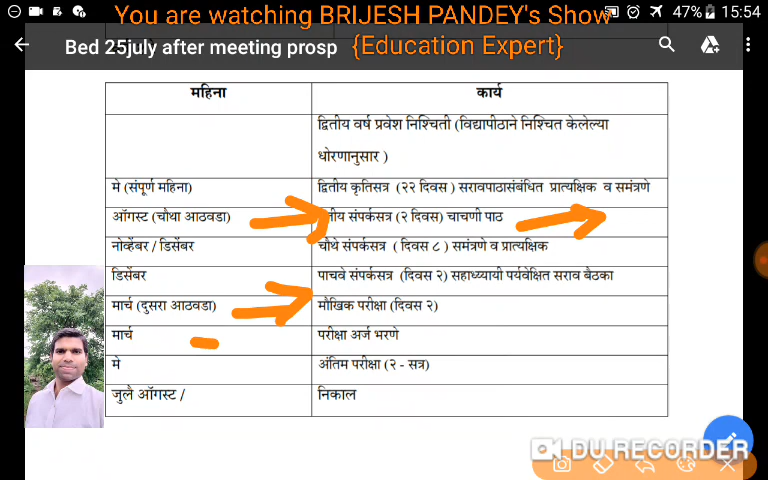 You are watching BRIJESH PANDEY's Show
47% 15:54
Bed 25july after meeting prosp {Education Expert}
महिना कार्य
द्वितीय वर्ष प्रवेश निश्चिती (विद्यापीठाने निश्चित केलेल्या
धोरणानुसार )
मे (संपूर्ण महिना) द्वितीय कृतिसत्र (२२ दिवस ) सरावपाठासंबंधित प्रात्यक्षिक व समंत्रणे
ऑगस्ट (चौथा आठवडा) संपर्कसत्र (२ दिवस) चाचणी पाठ
नोव्हेंबर / डिसेंबर चौथे संपर्कसत्र ( दिवस ८ ) समंत्रणे व प्रात्यक्षिक
डिसेंबर पाचवे संपर्कसत्र (दिवस २) सहाध्यायी पर्यवेक्षित सराव बैठका
मार्च (दुसरा आठवडा) मौखिक परीक्षा (दिवस २)
मार्च परीक्षा अर्ज भरणे
मे अंतिम परीक्षा (२ - सत्र)
जुलै ऑगस्ट / निकाल
DU RECORDER